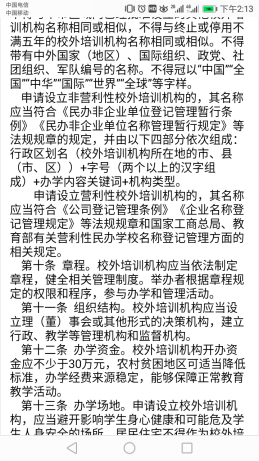 中国电信
中国移动
下午2:13
训机构名称相同或相似，不得与终止或停用不
满五年的校外培训机构名称相同或相似。不得
带有中外国家（地区）、国际组织、政党、社
团组织、军队编号的名称。不得冠以“中国”“全
国”“中华”“国际”“世界”“全球”等字样。
申请设立非营利性校外培训机构的，其名称
应当符合《民办非企业单位登记管理暂行条
例》《民办非企业单位名称管理暂行规定》等
法规规章的规定，并由以下四部分依次组成：
行政区划名（校外培训机构所在地的市、县
（市、区））+字号（两个以上的汉字组
成）+办学内容关键词+机构类型。
申请设立营利性校外培训机构的，其名称
应当符合《公司登记管理条例》《企业名称登
记管理规定》等法规规章和国家工商总局、教
育部有关营利性民办学校名称登记管理方面的
相关规定。
第十条 章程。校外培训机构应当依法制定
章程，健全相关管理制度。举办者根据章程规
定的权限和程序，参与办学和管理活动。
第十一条 组织结构。校外培训机构应当设
立理（董）事会或其他形式的决策机构，建立
行政、教学等管理机构和监督机构。
第十二条 办学资金。校外培训机构开办资
金应不少于30万元，农村贫困地区可适当降低
标准，办学经费来源稳定，能够保障正常教育
教学活动。
第十三条 办学场地。申请设立校外培训机
构，应当避开影响学生身心健康和可能危及学
生人身安全的场所，居民住宅不得作为校外培